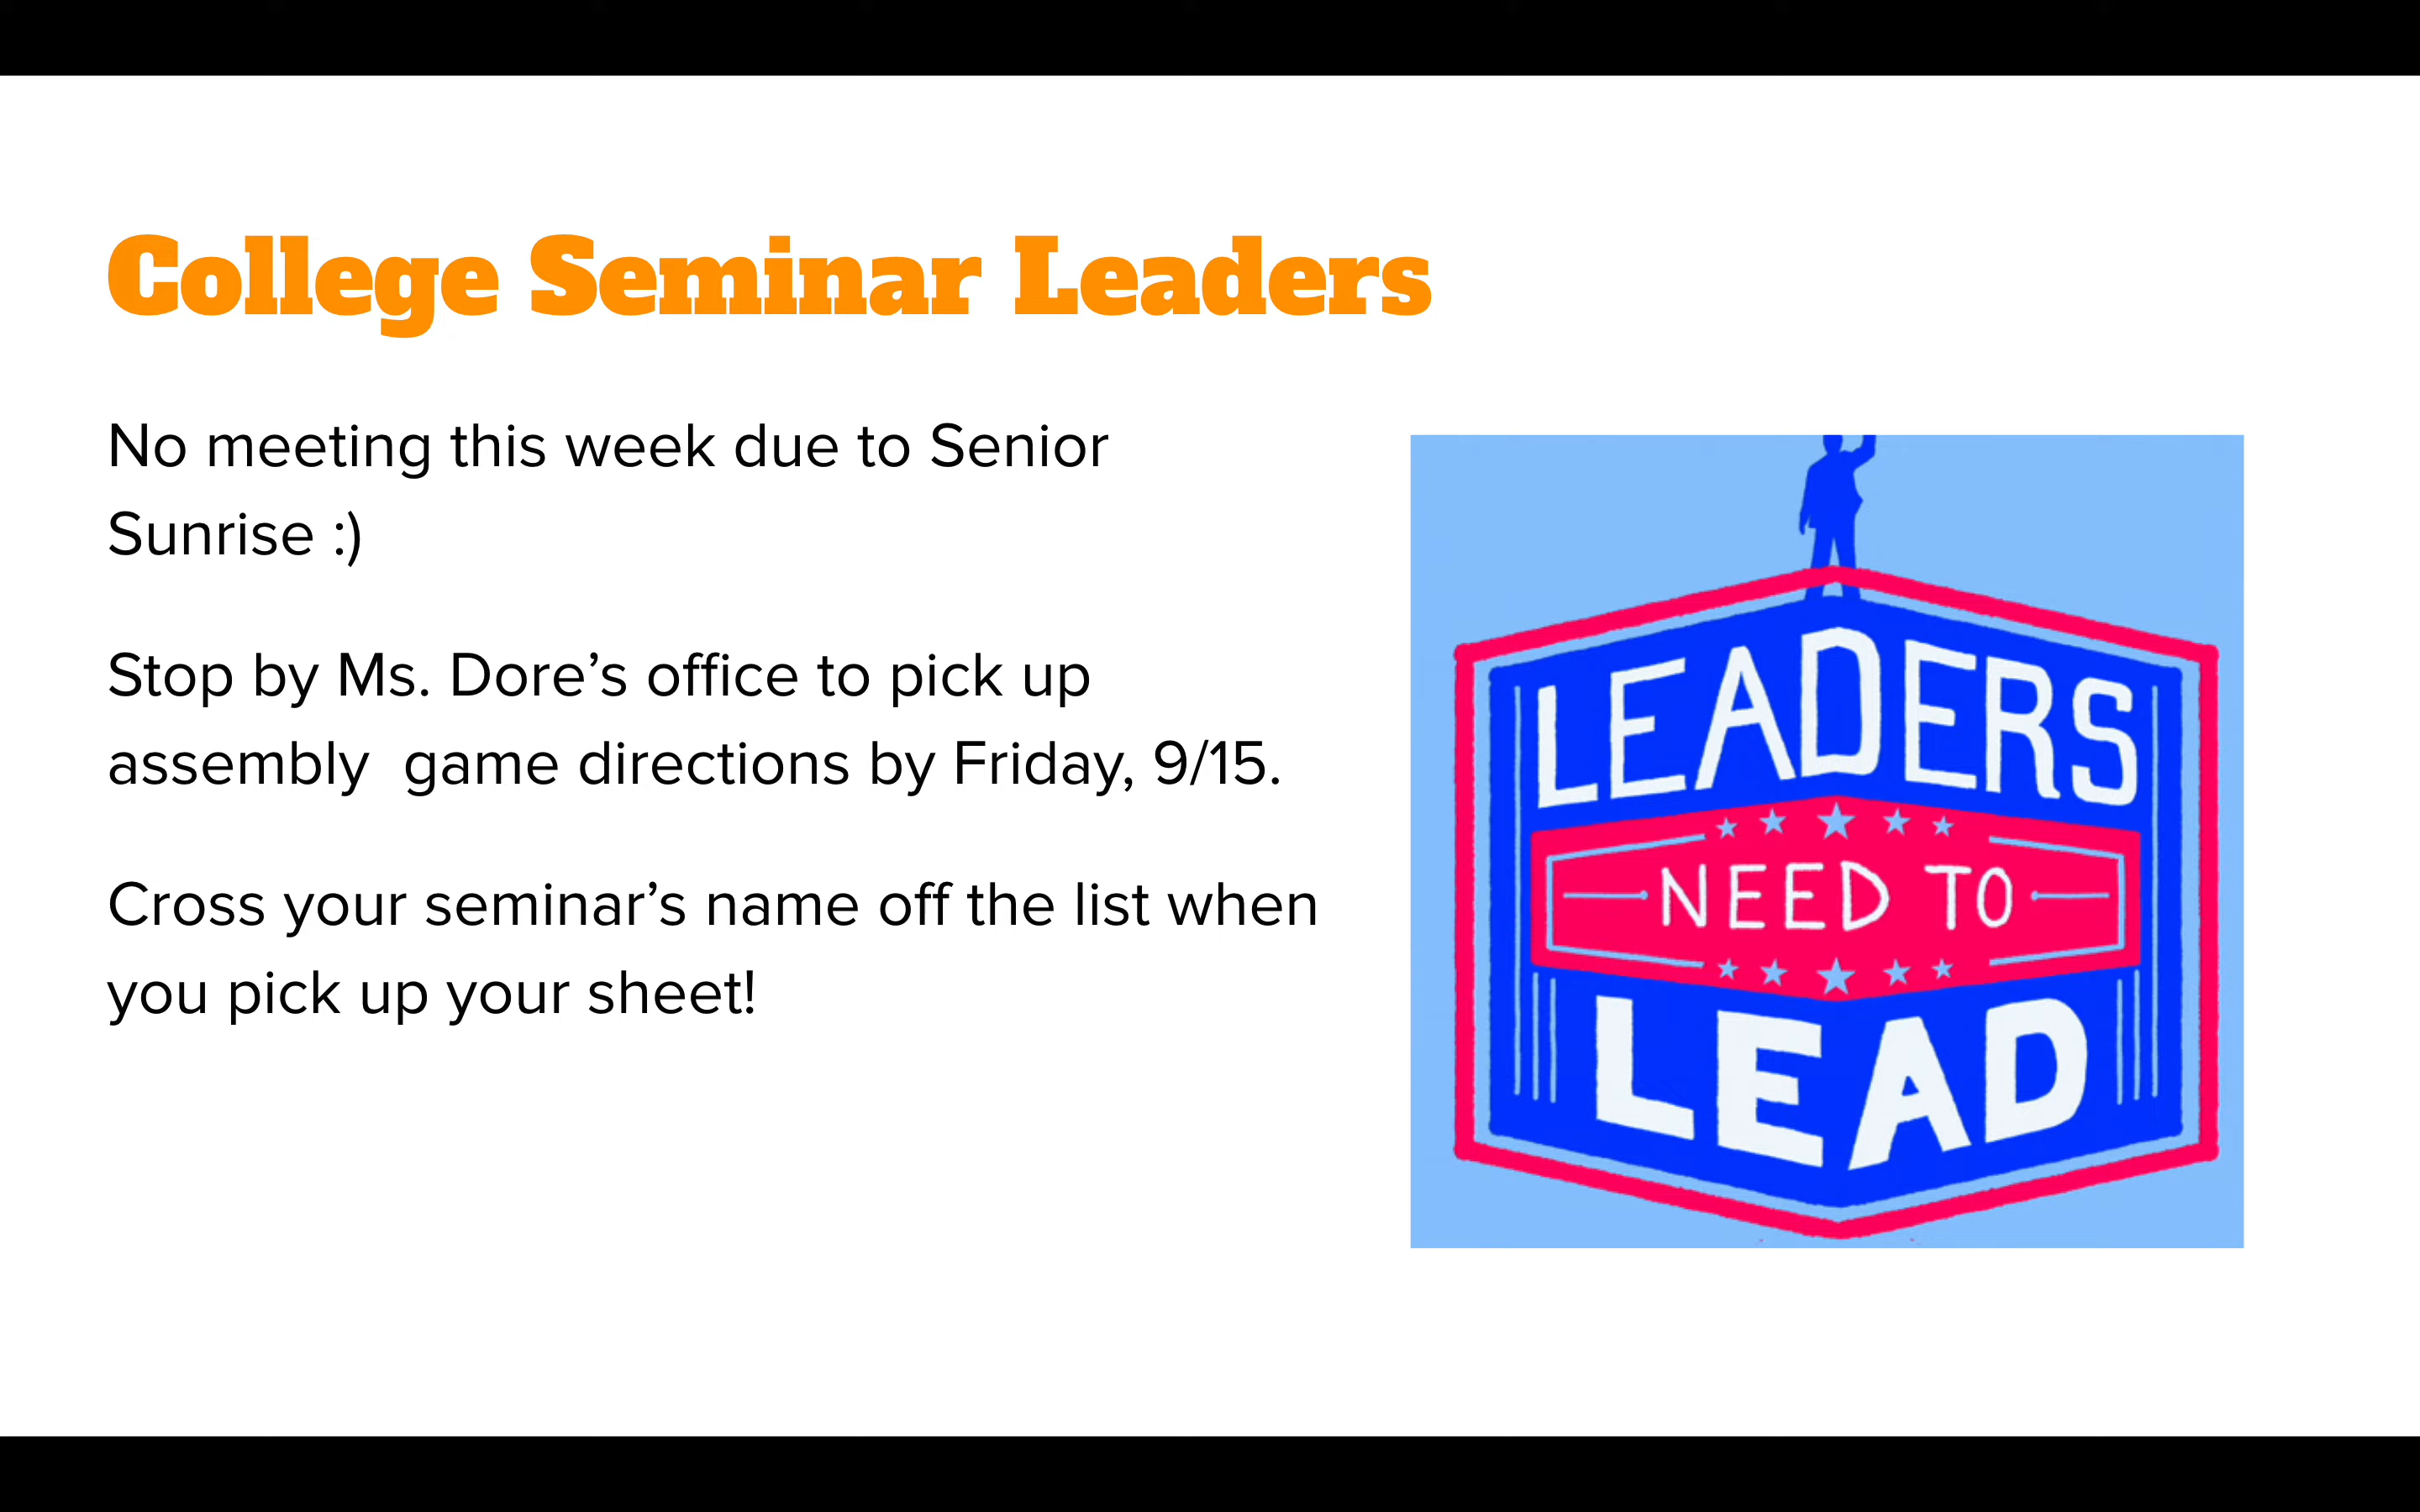 College Seminar Leaders
No meeting this week due to Senior
Sunrise :)
Stop by Ms. Dore’s office to pick up
assembly  game directions by Friday, 9/15.
Cross your seminar’s name off the list when
you pick up your sheet!
LEADERS
NEED TO
LEAD